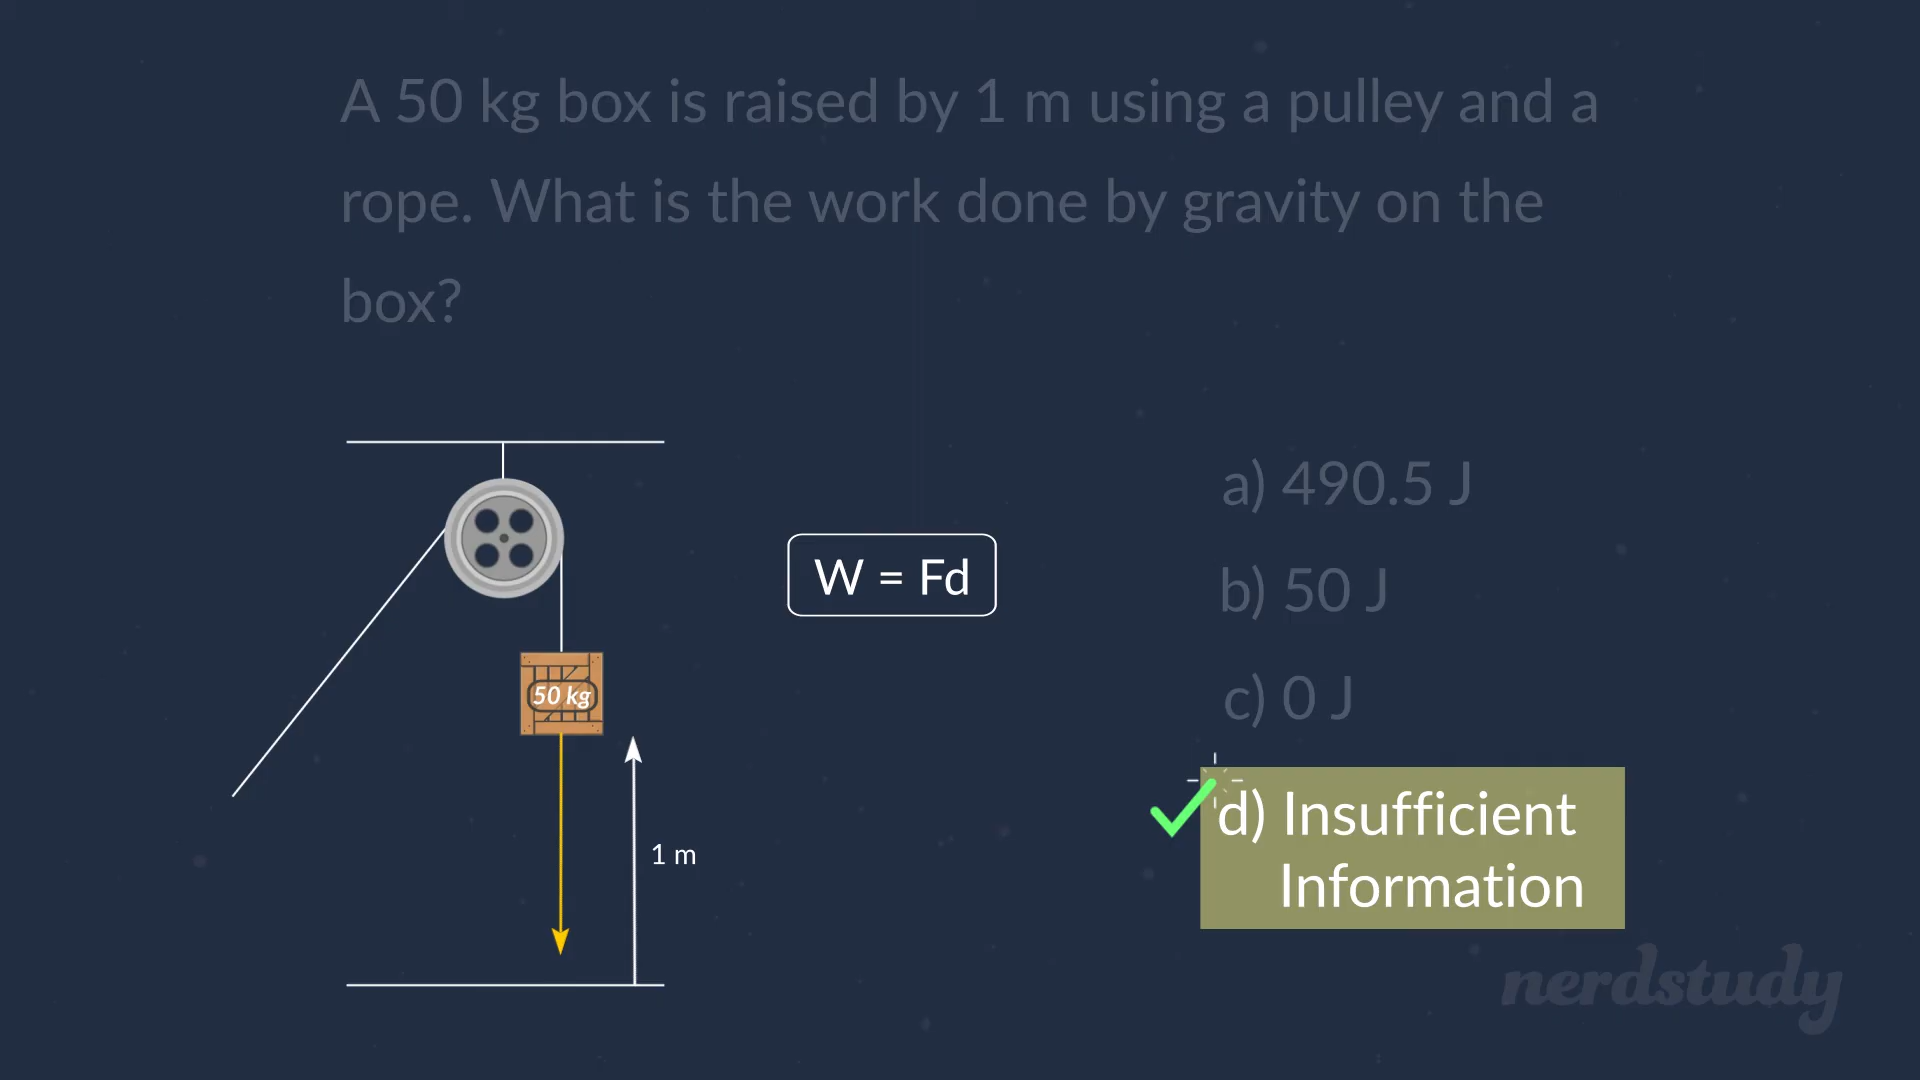 A 50 kg box is raised by 1 m using a pulley and a
rope. What is the work done by gravity on the
box?
W = Fd
50 kg
1 m
a) 490.5 J
b) 50 J
c) 0 J
d) Insufficient
Information
nerdstudy